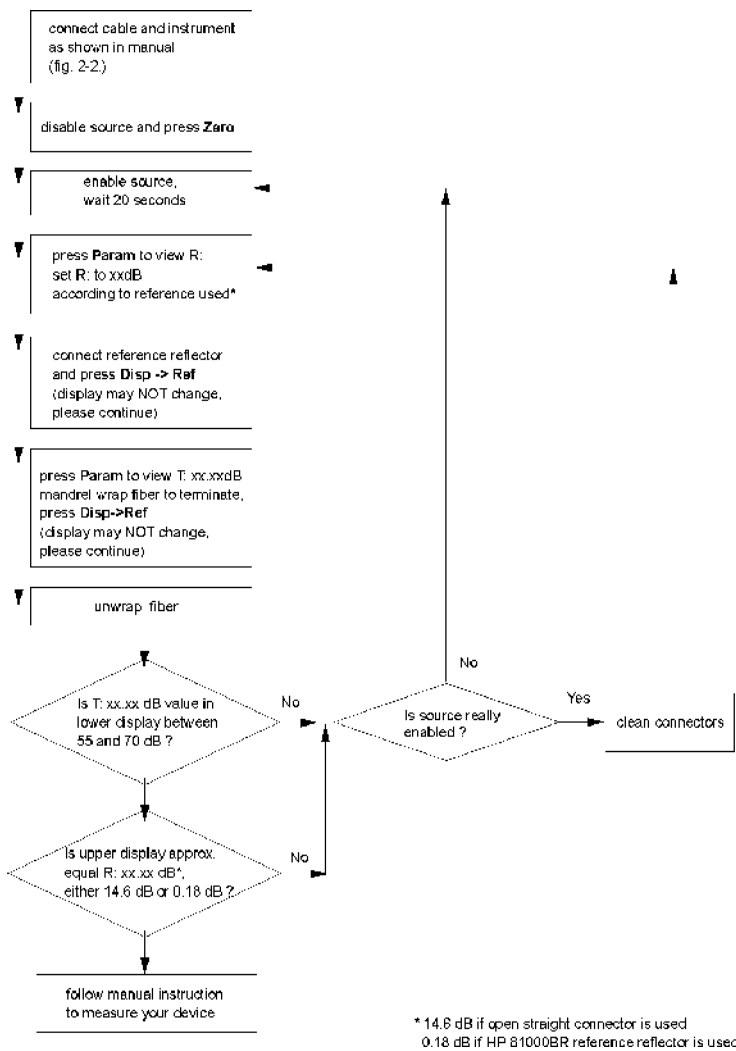 connect cable and instrument
as shown in manual
(fig. 2-2.)
disable source and press Zero
enable source,
wait 20 seconds
press Param to view R:
set R: to xxdB
according to reference used*
connect reference reflector
and press Disp -> Ref
(display may NOT change,
please continue)
press Param to view T: xx.xxdB
mandrel wrap fiber to terminate,
press Disp->Ref
(display may NOT change,
please continue)
unwrap fiber
Is T: xx.xx dB value in
lower display between
55 and 70 dB ?
No
Is source really
enabled ?
No
Yes
clean connectors
Is upper display approx.
equal R: xx.xx dB*,
either 14.6 dB or 0.18 dB ?
No
follow manual instruction
to measure your device
* 14.6 dB if open straight connector is used
0.18 dB if HP 81000BR reference reflector is used